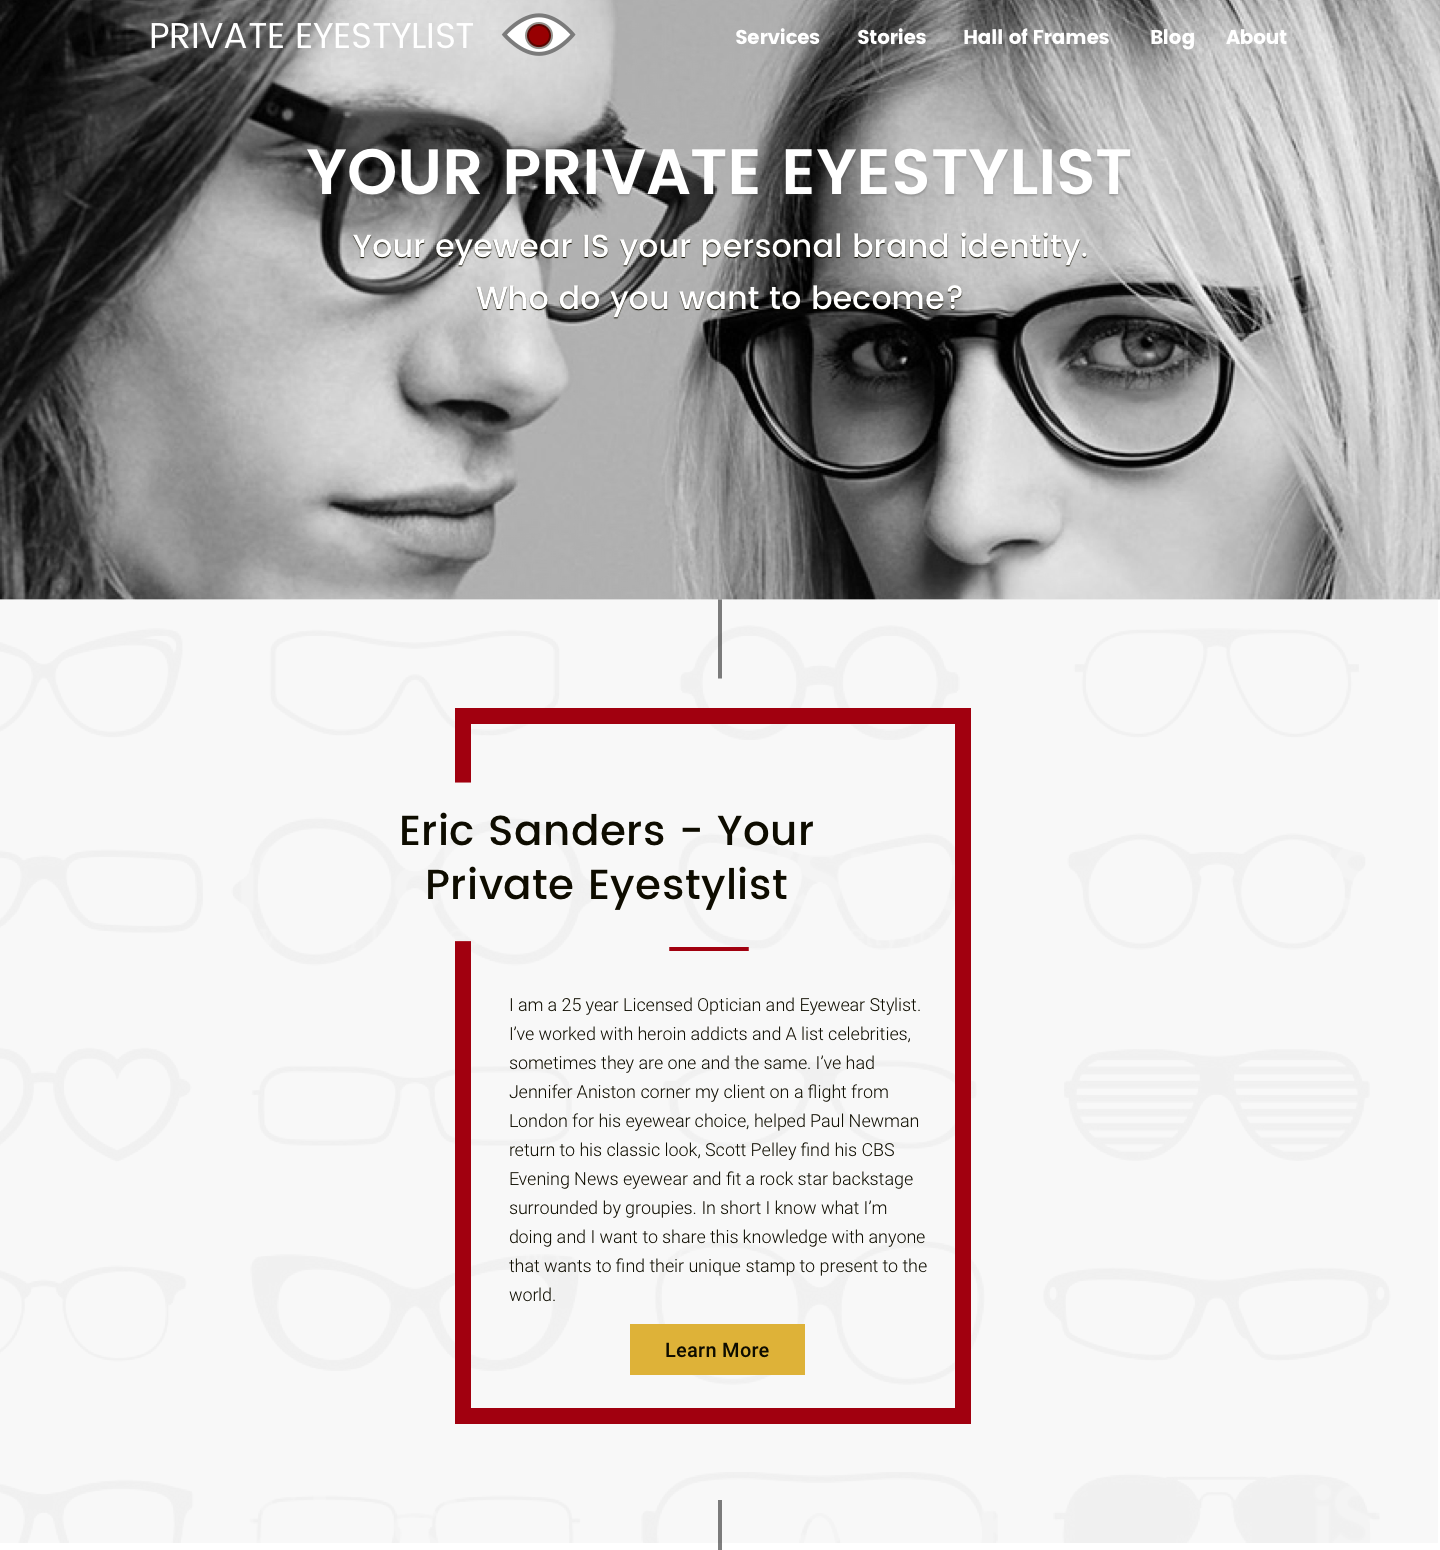 PRIVATE EYESTYLIST
Services Stories Hall of Frames Blog About
YOUR PRIVATE EYESTYLIST
Your eyewear IS your personal brand identity.
Who do you want to become?
Eric Sanders - Your
Private Eyestylist
I am a 25 year Licensed Optician and Eyewear Stylist.
I’ve worked with heroin addicts and A list celebrities,
sometimes they are one and the same. I’ve had
Jennifer Aniston corner my client on a flight from
London for his eyewear choice, helped Paul Newman
return to his classic look, Scott Pelley find his CBS
Evening News eyewear and fit a rock star backstage
surrounded by groupies. In short I know what I’m
doing and I want to share this knowledge with anyone
that wants to find their unique stamp to present to the
world.
Learn More